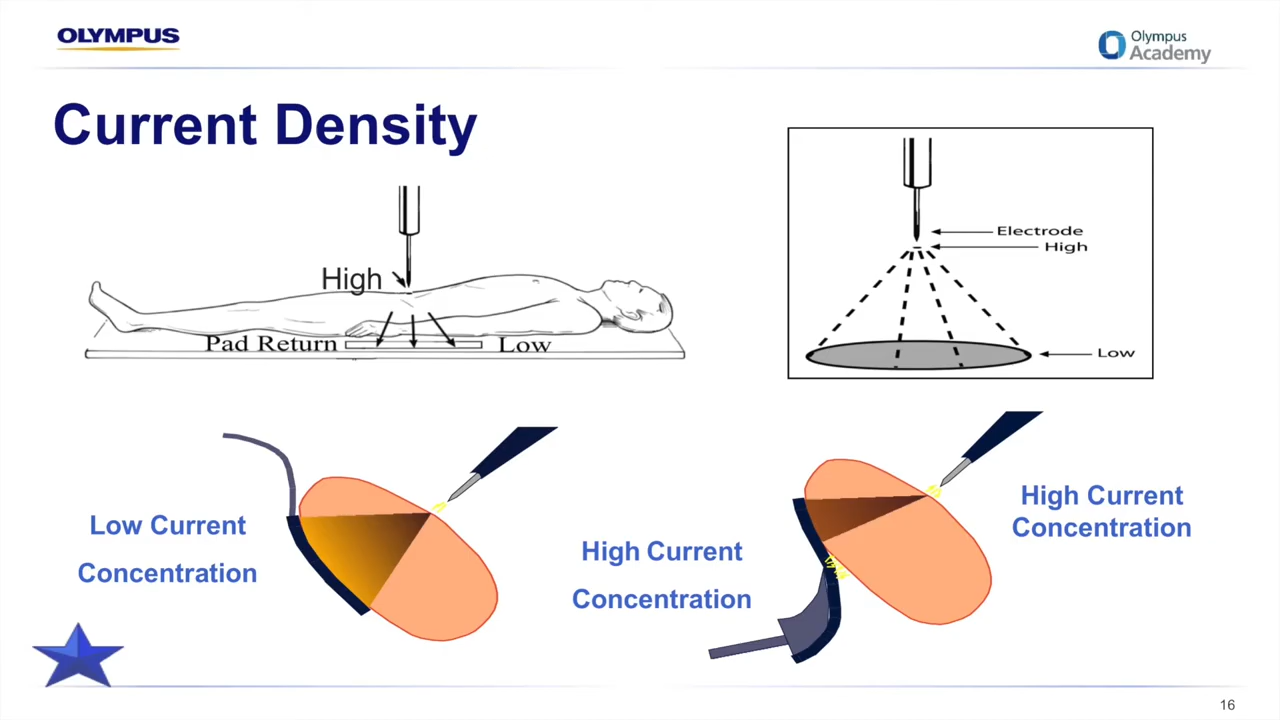 OLYMPUS
Olympus
Academy
Current Density
High
Pad Return
Low
Electrode
High
Low
Low Current
Concentration
High Current
Concentration
High Current
Concentration
16